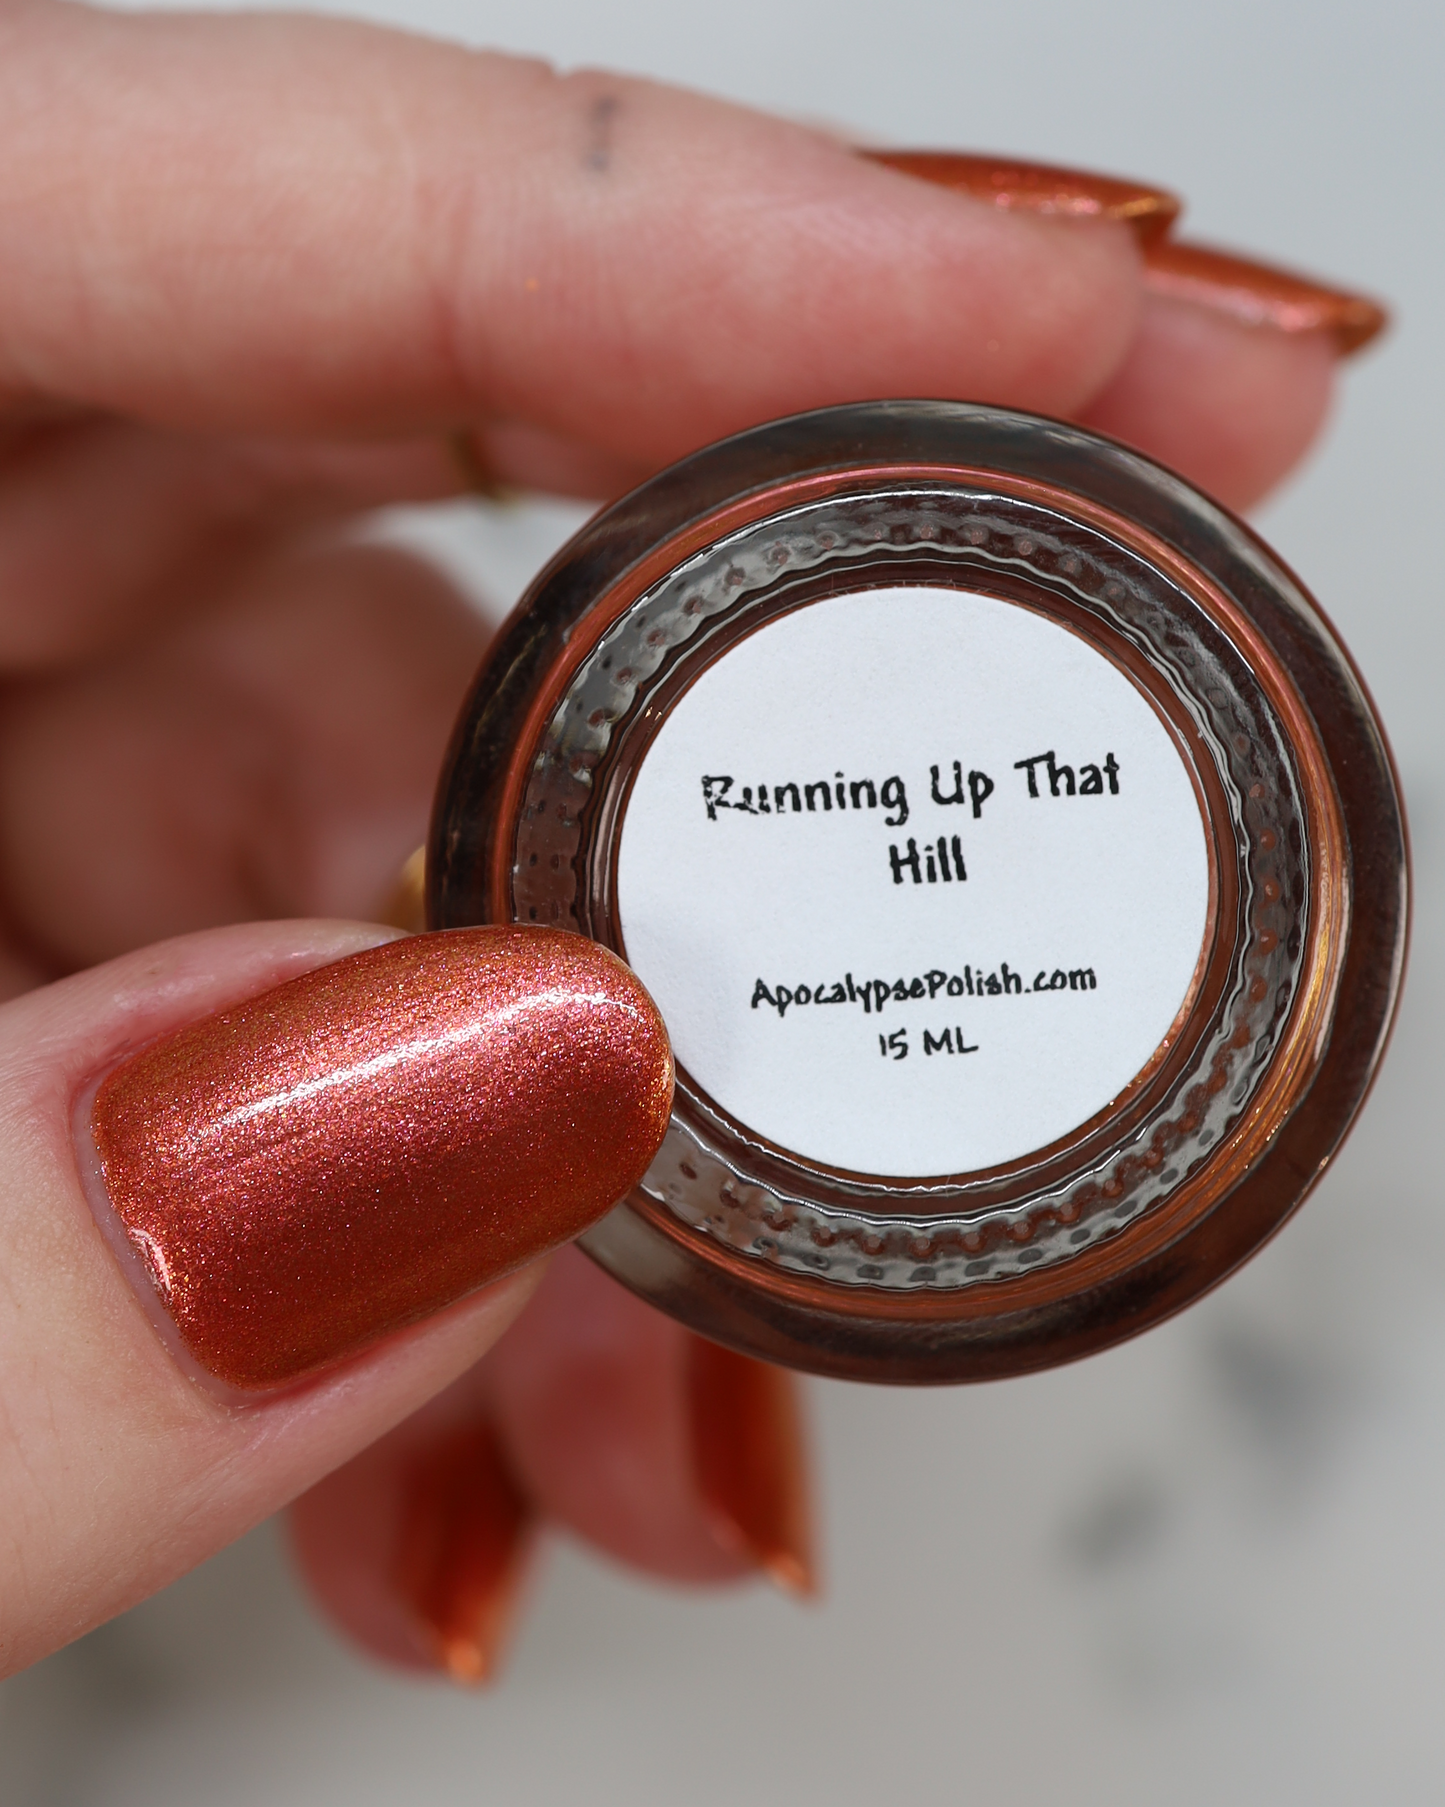 Running Up That
Hill
ApocalypsePolish.com
15 ML